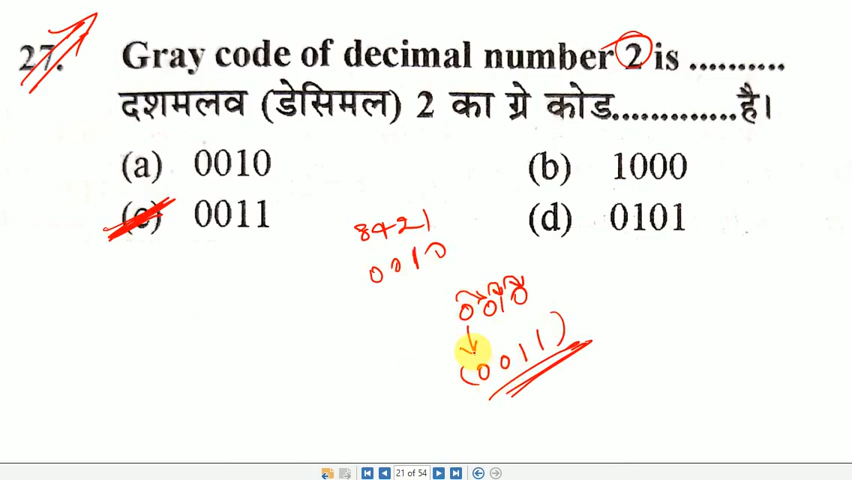 27. Gray code of decimal number 2 is ..........
दशमलव (डेसिमल) 2 का ग्रे कोड.............है।
(a) 0010 (b) 1000
(c) 0011 (d) 0101
8421
0010
0010
(0011)
21 of 54